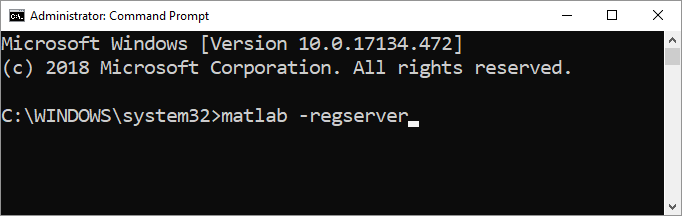 Administrator: Command Prompt
Microsoft Windows [Version 10.0.17134.472]
(c) 2018 Microsoft Corporation. All rights reserved.
C:\WINDOWS\system32>matlab -regserver